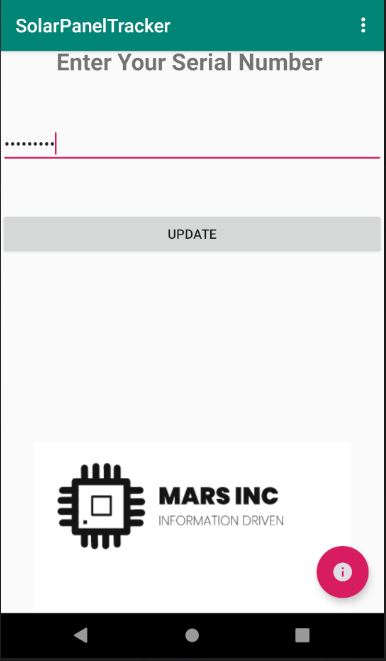 SolarPanelTracker
Enter Your Serial Number
•••••••••
UPDATE
MARS INC
INFORMATION DRIVEN